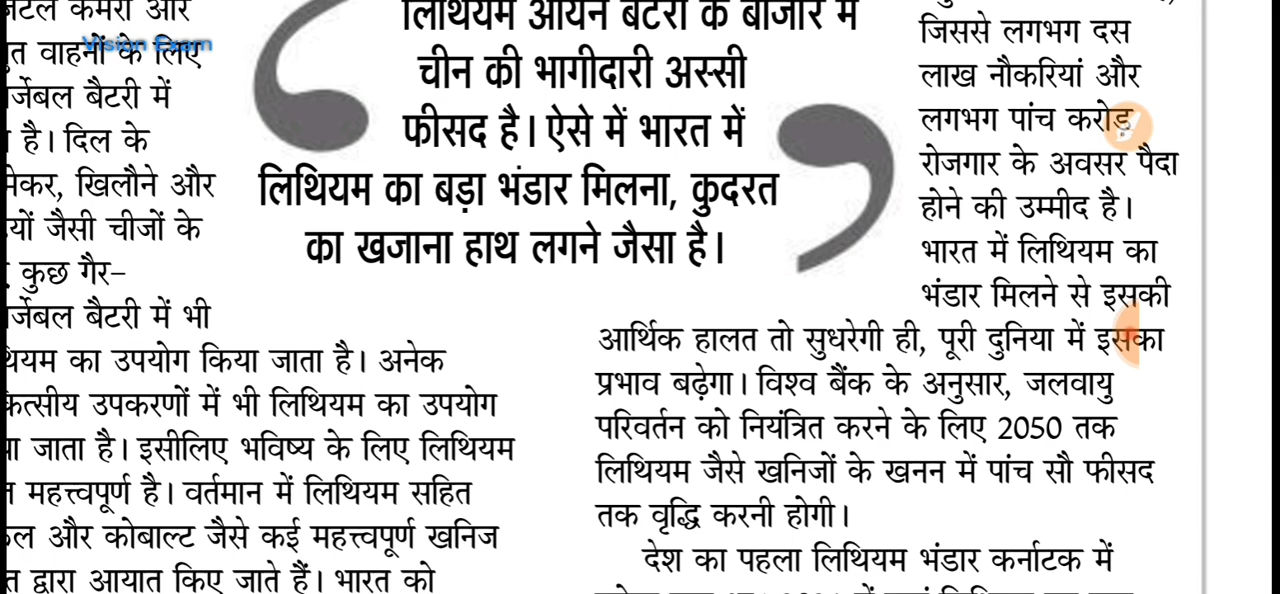 कैमरा और
वाहनों के लिए
Vision Exam
बैटरी में
है। दिल के
खिलौने और
जैसी चीजों के
कुछ गैर-
बैटरी में भी
का उपयोग किया जाता है। अनेक
उपकरणों में भी लिथियम का उपयोग
जाता है। इसीलिए भविष्य के लिए लिथियम
महत्त्वपूर्ण है। वर्तमान में लिथियम सहित
और कोबाल्ट जैसे कई महत्त्वपूर्ण खनिज
द्वारा आयात किए जाते हैं। भारत को
लिथियम आयन बैटरी के बाजार में
चीन की भागीदारी अस्सी
फीसद है। ऐसे में भारत में
लिथियम का बड़ा भंडार मिलना, कुदरत
का खजाना हाथ लगने जैसा है।
जिससे लगभग दस
लाख नौकरियां और
लगभग पांच करोड़
रोजगार के अवसर पैदा
होने की उम्मीद है।
भारत में लिथियम का
भंडार मिलने से इसकी
आर्थिक हालत तो सुधरेगी ही, पूरी दुनिया में इसका
प्रभाव बढ़ेगा। विश्व बैंक के अनुसार, जलवायु
परिवर्तन को नियंत्रित करने के लिए 2050 तक
लिथियम जैसे खनिजों के खनन में पांच सौ फीसद
तक वृद्धि करनी होगी।
देश का पहला लिथियम भंडार कर्नाटक में